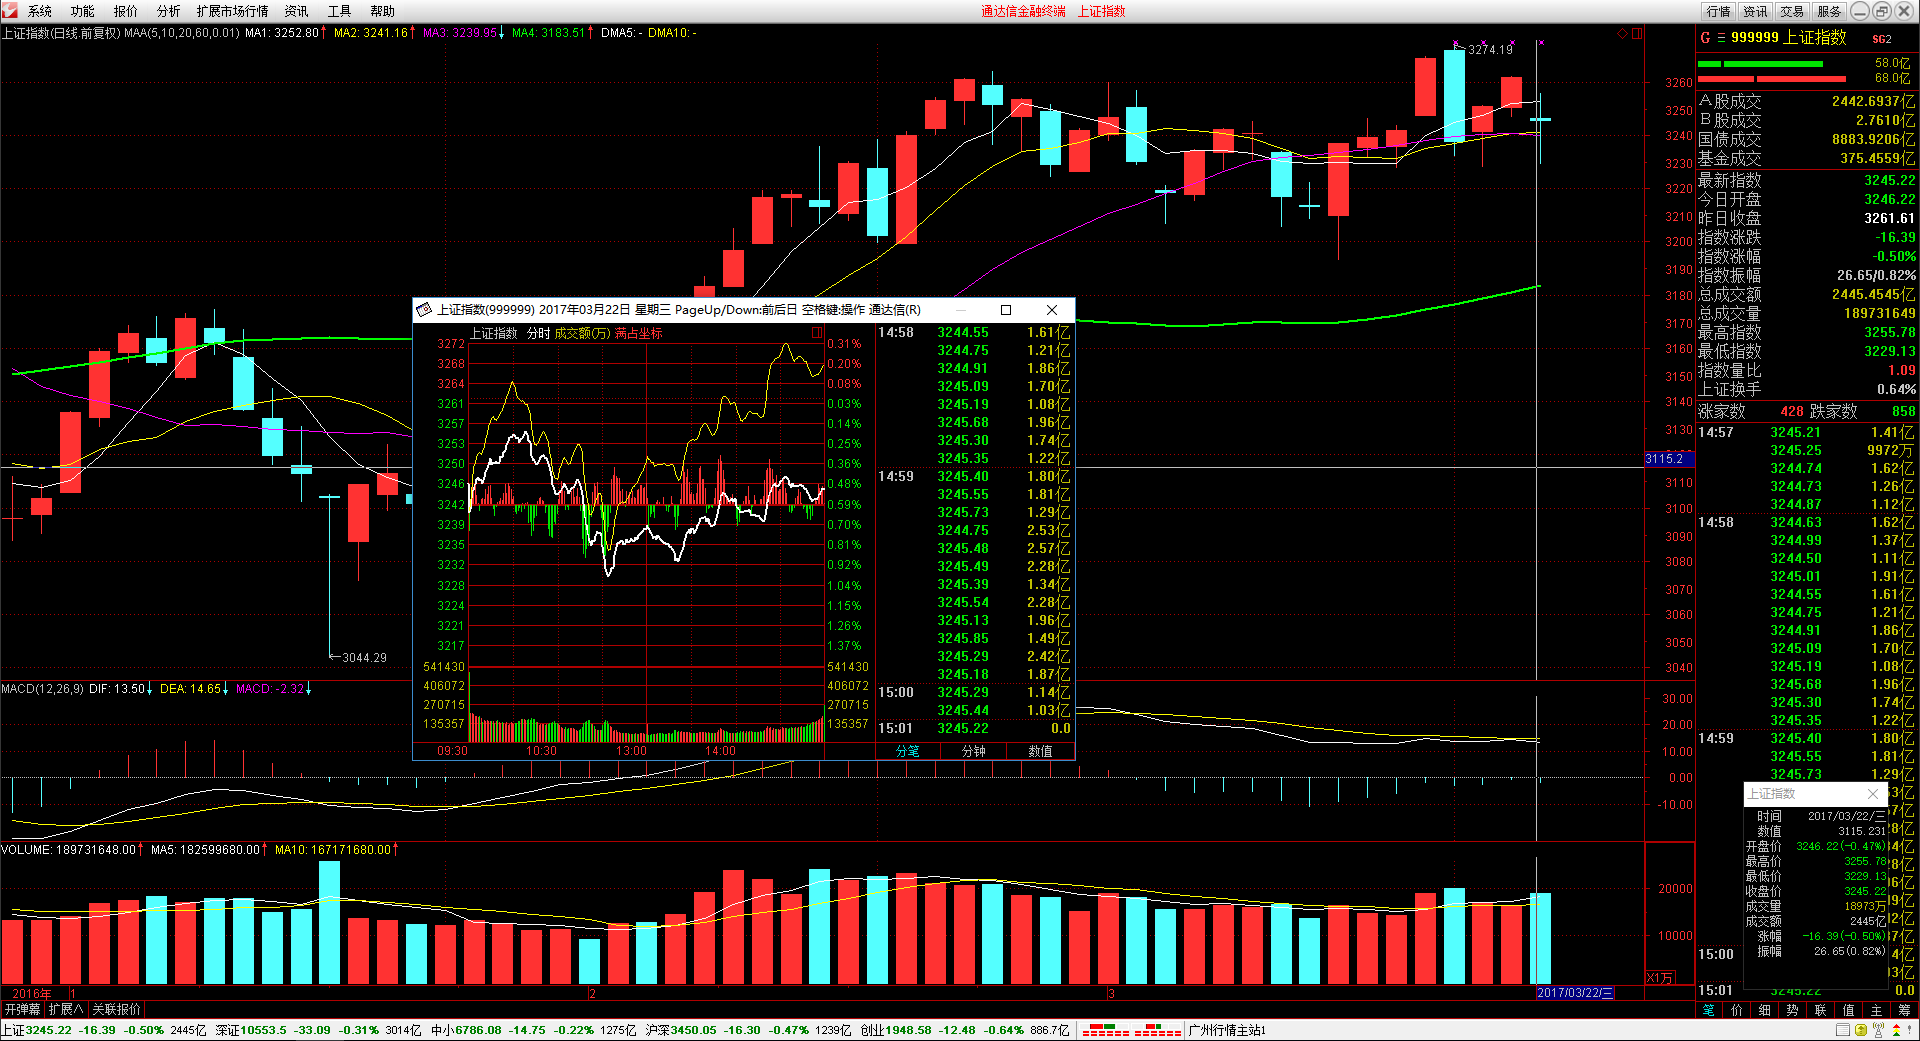 系统 功能 报价 分析 扩展市场行情 资讯 工具 帮助 通达信金融终端 上证指数 行情 资讯 交易 服务
上证指数(日线.前复权) MAA(5,10,20,60,0.01) MA1: 3252.80↑ MA2: 3241.16↑ MA3: 3239.95↓ MA4: 3183.51↑ DMA5: - DMA10: -
3274.19
3260
3250
3240
3230
3220
3210
3200
3190
3180
3170
3160
3150
3140
3130
3115.2
3110
3100
3090
3080
3070
3060
3050
3040
←3044.29
上证指数(999999) 2017年03月22日 星期三 PageUp/Down:前后日 空格键:操作 通达信(R)
上证指数 分时 成交额(万) 满占坐标
3272 0.31%
3268 0.20%
3264 0.08%
3261 0.03%
3257 0.14%
3253 0.25%
3250 0.36%
3246 0.48%
3242 0.59%
3239 0.70%
3235 0.81%
3232 0.92%
3228 1.04%
3224 1.15%
3221 1.26%
3217 1.37%
541430 541430
406072 406072
270715 270715
135357 135357
09:30 10:30 13:00 14:00
14:58 3244.55 1.61亿
3244.75 1.21亿
3244.91 1.86亿
3245.09 1.70亿
3245.19 1.08亿
3245.68 1.96亿
3245.30 1.74亿
3245.35 1.22亿
14:59 3245.40 1.80亿
3245.55 1.81亿
3245.73 1.29亿
3244.75 2.53亿
3245.48 2.57亿
3245.49 2.28亿
3245.39 1.34亿
3245.54 2.28亿
3245.13 1.96亿
3245.85 1.49亿
3245.29 2.42亿
3245.18 1.87亿
15:00 3245.29 1.14亿
3245.44 1.03亿
15:01 3245.22 0.0
分笔 分钟 数值
MACD(12,26,9) DIF: 13.50↓ DEA: 14.65↓ MACD: -2.32↓
30.00
20.00
10.00
0.00
-10.00
VOLUME: 189731648.00↑ MA5: 182599680.00↑ MA10: 167171680.00↑
20000
10000
X1万
2016年 1 2 3 2017/03/22/三
开弹幕 扩展∧ 关联报价
G 999999 上证指数 SG2
58.0亿
68.0亿
A股成交 2442.6937亿
B股成交 2.7610亿
国债成交 8883.9206亿
基金成交 375.4559亿
最新指数 3245.22
今日开盘 3246.22
昨日收盘 3261.61
指数涨跌 -16.39
指数涨幅 -0.50%
指数振幅 26.65/0.82%
总成交额 2445.4545亿
总成交量 189731649
最高指数 3255.78
最低指数 3229.13
指数量比 1.09
上证换手 0.64%
涨家数 428 跌家数 858
14:57 3245.21 1.41亿
3245.25 9972万
3244.74 1.62亿
3244.73 1.26亿
3244.87 1.12亿
14:58 3244.63 1.62亿
3244.99 1.37亿
3244.50 1.11亿
3245.01 1.91亿
3244.55 1.61亿
3244.75 1.21亿
3244.91 1.86亿
3245.09 1.70亿
3245.19 1.08亿
3245.68 1.96亿
3245.30 1.74亿
3245.35 1.22亿
14:59 3245.40 1.80亿
3245.55 1.81亿
3245.73 1.29亿
15:00
15:01 3245.22 0.0
上证指数
时间 2017/03/22/三
数值 3115.231
开盘价 3246.22(-0.47%)
最高价 3255.78
最低价 3229.13
收盘价 3245.22
成交量 18973万
成交额 2445亿
涨幅 -16.39(-0.50%)
振幅 26.65(0.82%)
笔 价 细 势 联 值 主 筹
上证3245.22 -16.39 -0.50% 2445亿 深证10553.5 -33.09 -0.31% 3014亿 中小6786.08 -14.75 -0.22% 1275亿 沪深3450.05 -16.30 -0.47% 1239亿 创业1948.58 -12.48 -0.64% 886.7亿 广州行情主站1